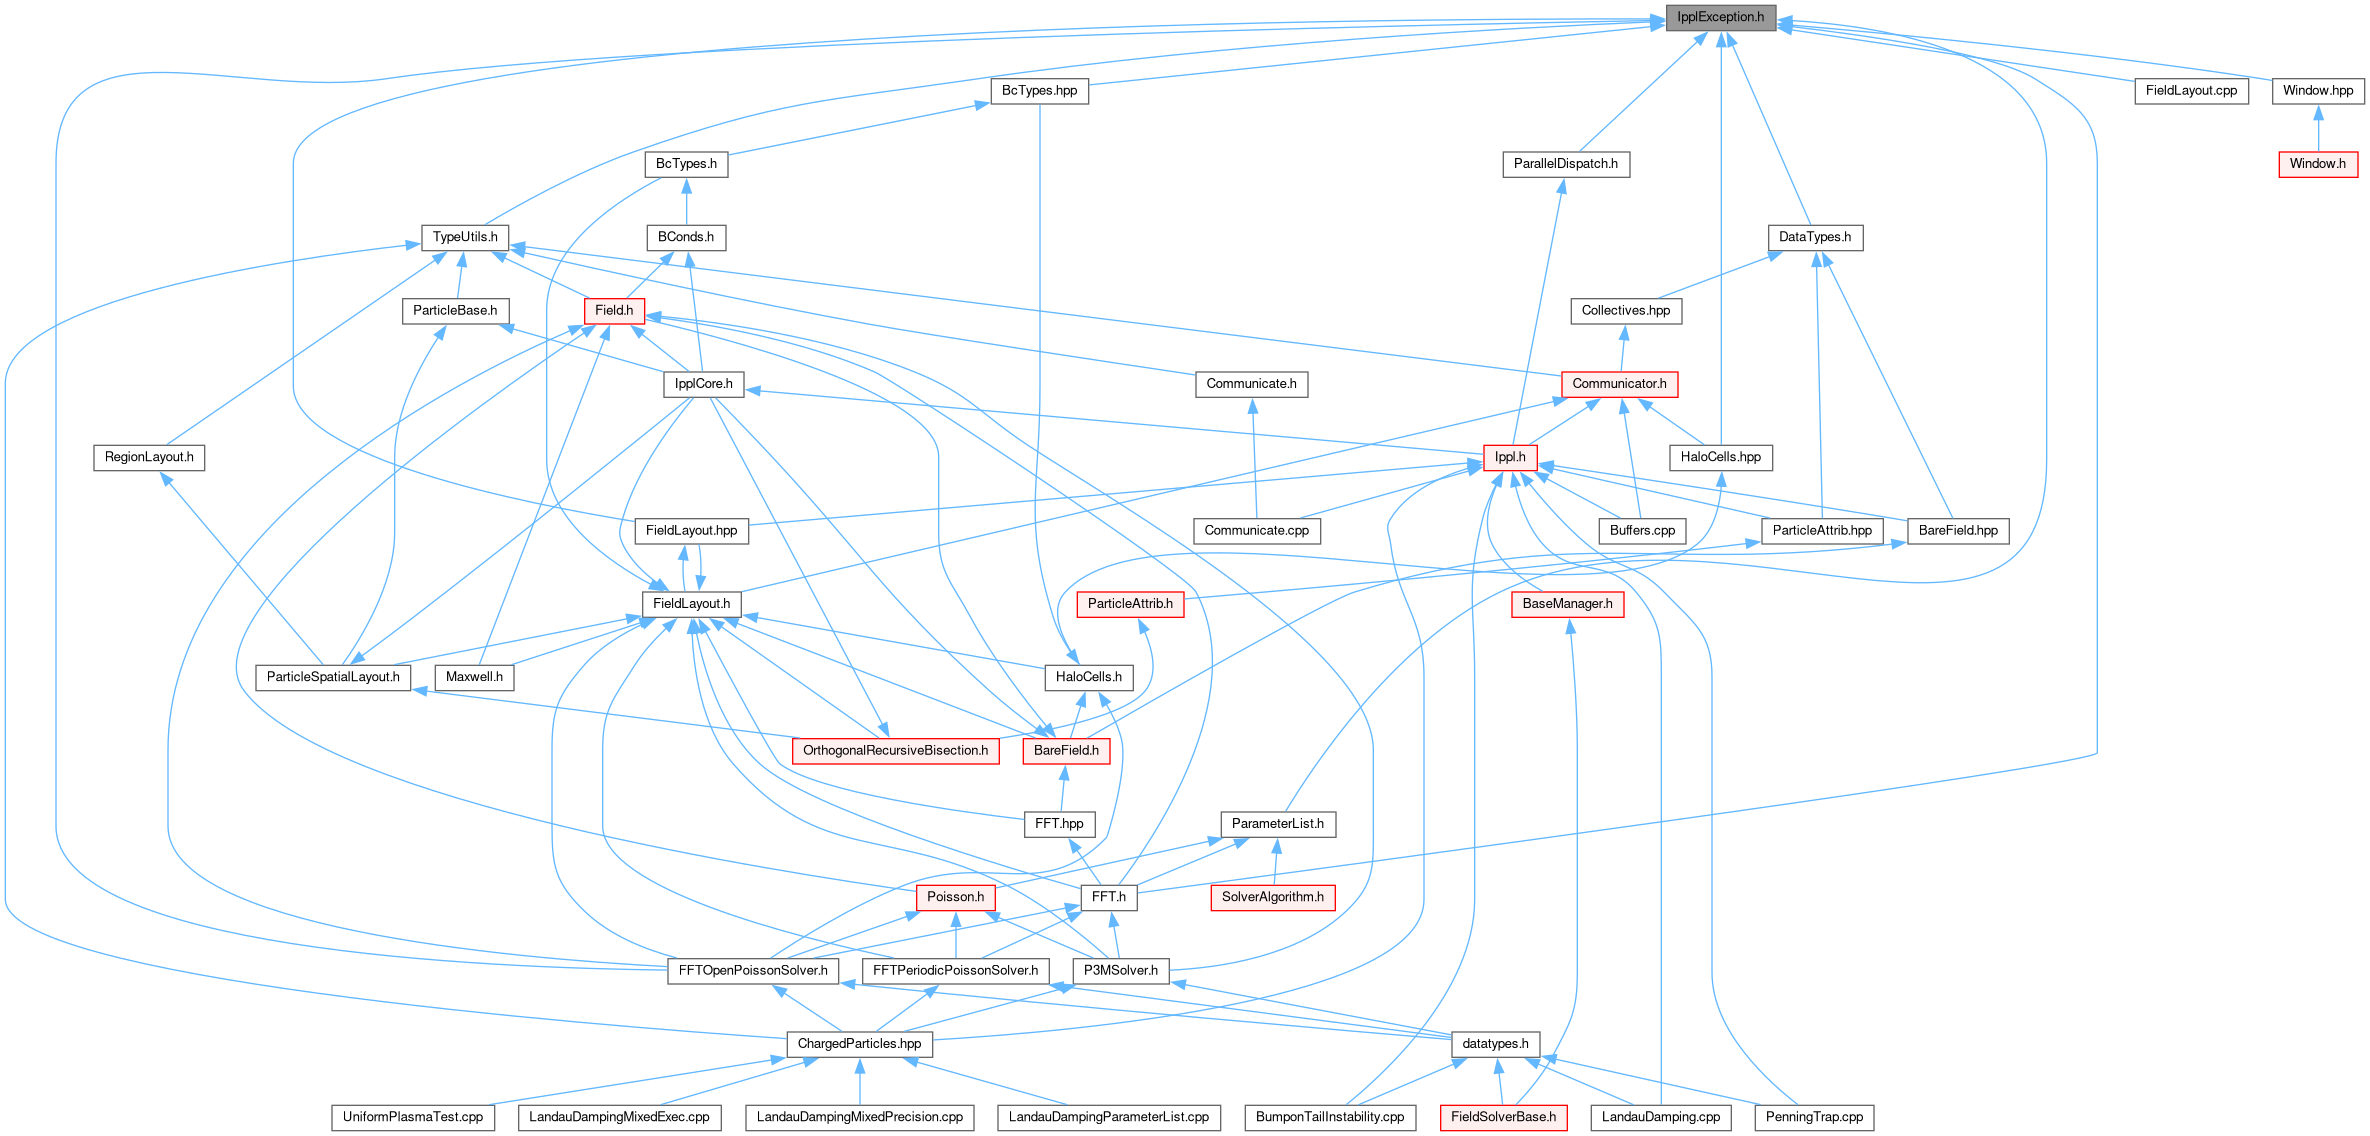 IpplException.h
BcTypes.hpp
FieldLayout.cpp
Window.hpp
BcTypes.h
ParallelDispatch.h
Window.h
TypeUtils.h
BConds.h
DataTypes.h
ParticleBase.h
Field.h
Collectives.hpp
IpplCore.h
Communicate.h
Communicator.h
RegionLayout.h
Ippl.h
HaloCells.hpp
FieldLayout.hpp
Communicate.cpp
Buffers.cpp
ParticleAttrib.hpp
BareField.hpp
FieldLayout.h
ParticleAttrib.h
BaseManager.h
ParticleSpatialLayout.h
Maxwell.h
HaloCells.h
OrthogonalRecursiveBisection.h
BareField.h
FFT.hpp
ParameterList.h
Poisson.h
FFT.h
SolverAlgorithm.h
FFTOpenPoissonSolver.h
FFTPeriodicPoissonSolver.h
P3MSolver.h
ChargedParticles.hpp
datatypes.h
UniformPlasmaTest.cpp
LandauDampingMixedExec.cpp
LandauDampingMixedPrecision.cpp
LandauDampingParameterList.cpp
BumponTailInstability.cpp
FieldSolverBase.h
LandauDamping.cpp
PenningTrap.cpp